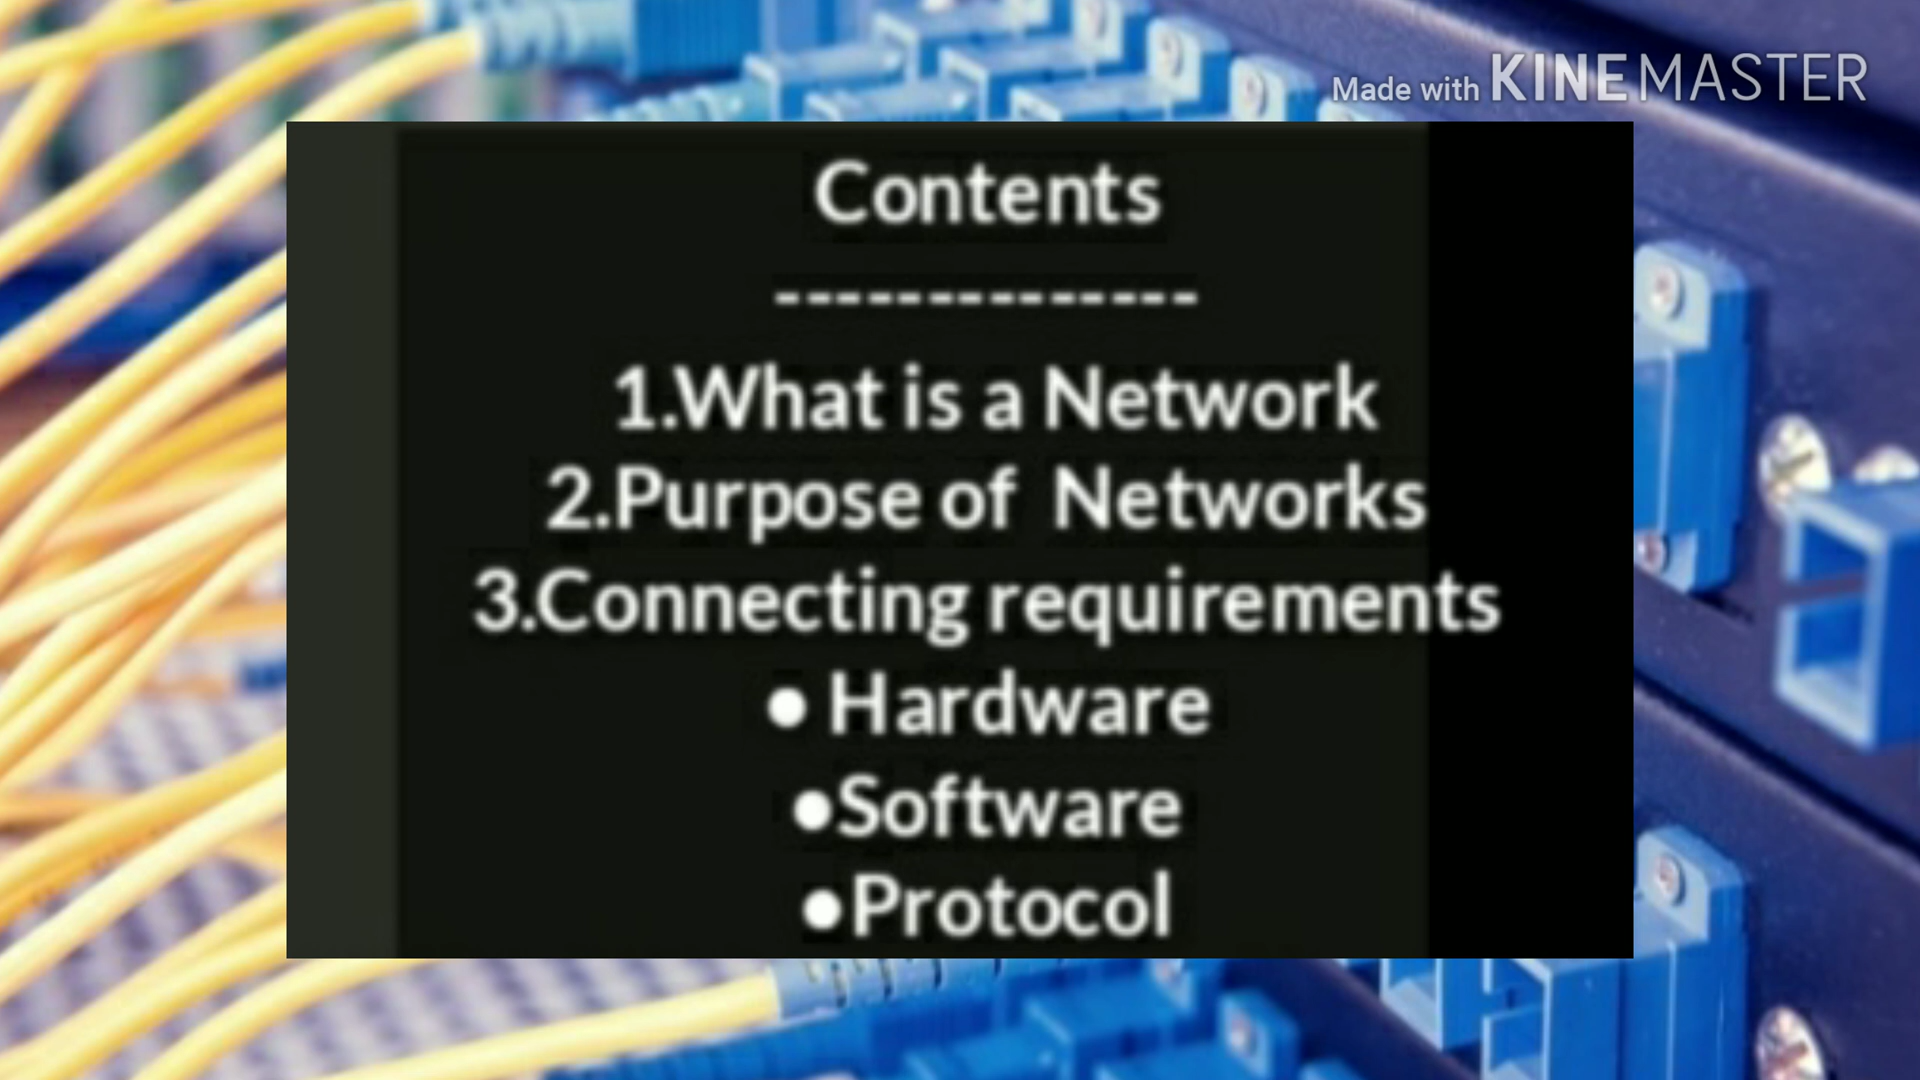 Made with KINEMASTER
Contents
--------------
1.What is a Network
2.Purpose of  Networks
3.Connecting requirements
● Hardware
●Software
●Protocol